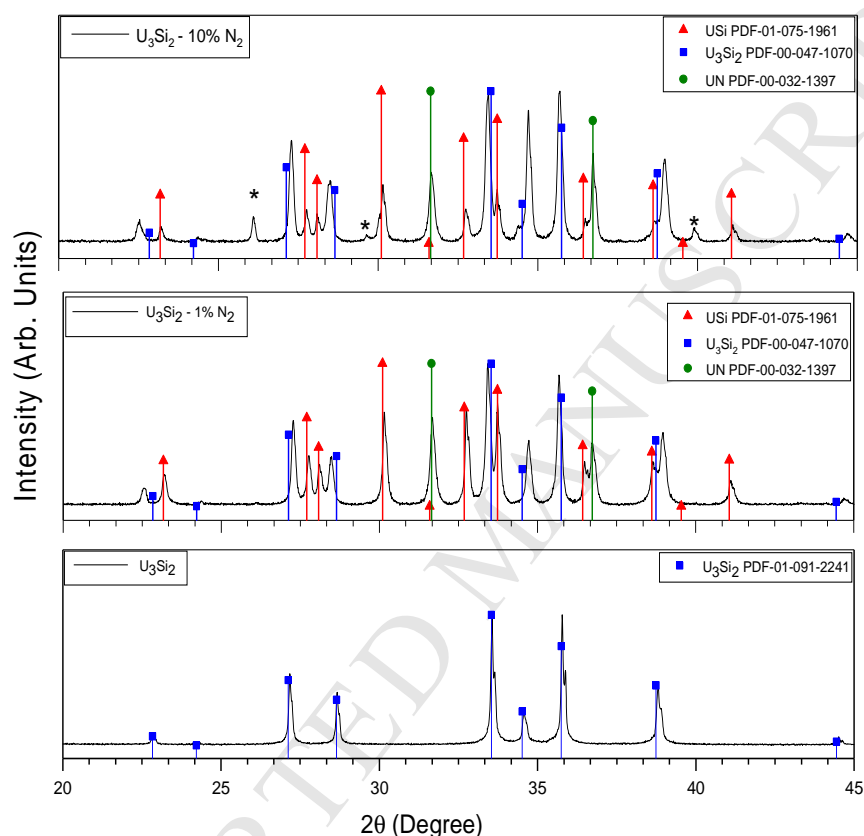 U₃Si₂ - 10% N₂
USi PDF-01-075-1961
U₃Si₂ PDF-00-047-1070
UN PDF-00-032-1397
* * *
U₃Si₂ - 1% N₂
USi PDF-01-075-1961
U₃Si₂ PDF-00-047-1070
UN PDF-00-032-1397
U₃Si₂
U₃Si₂ PDF-01-091-2241
Intensity (Arb. Units)
20 25 30 35 40 45
2θ (Degree)
PTED MANUSCRI